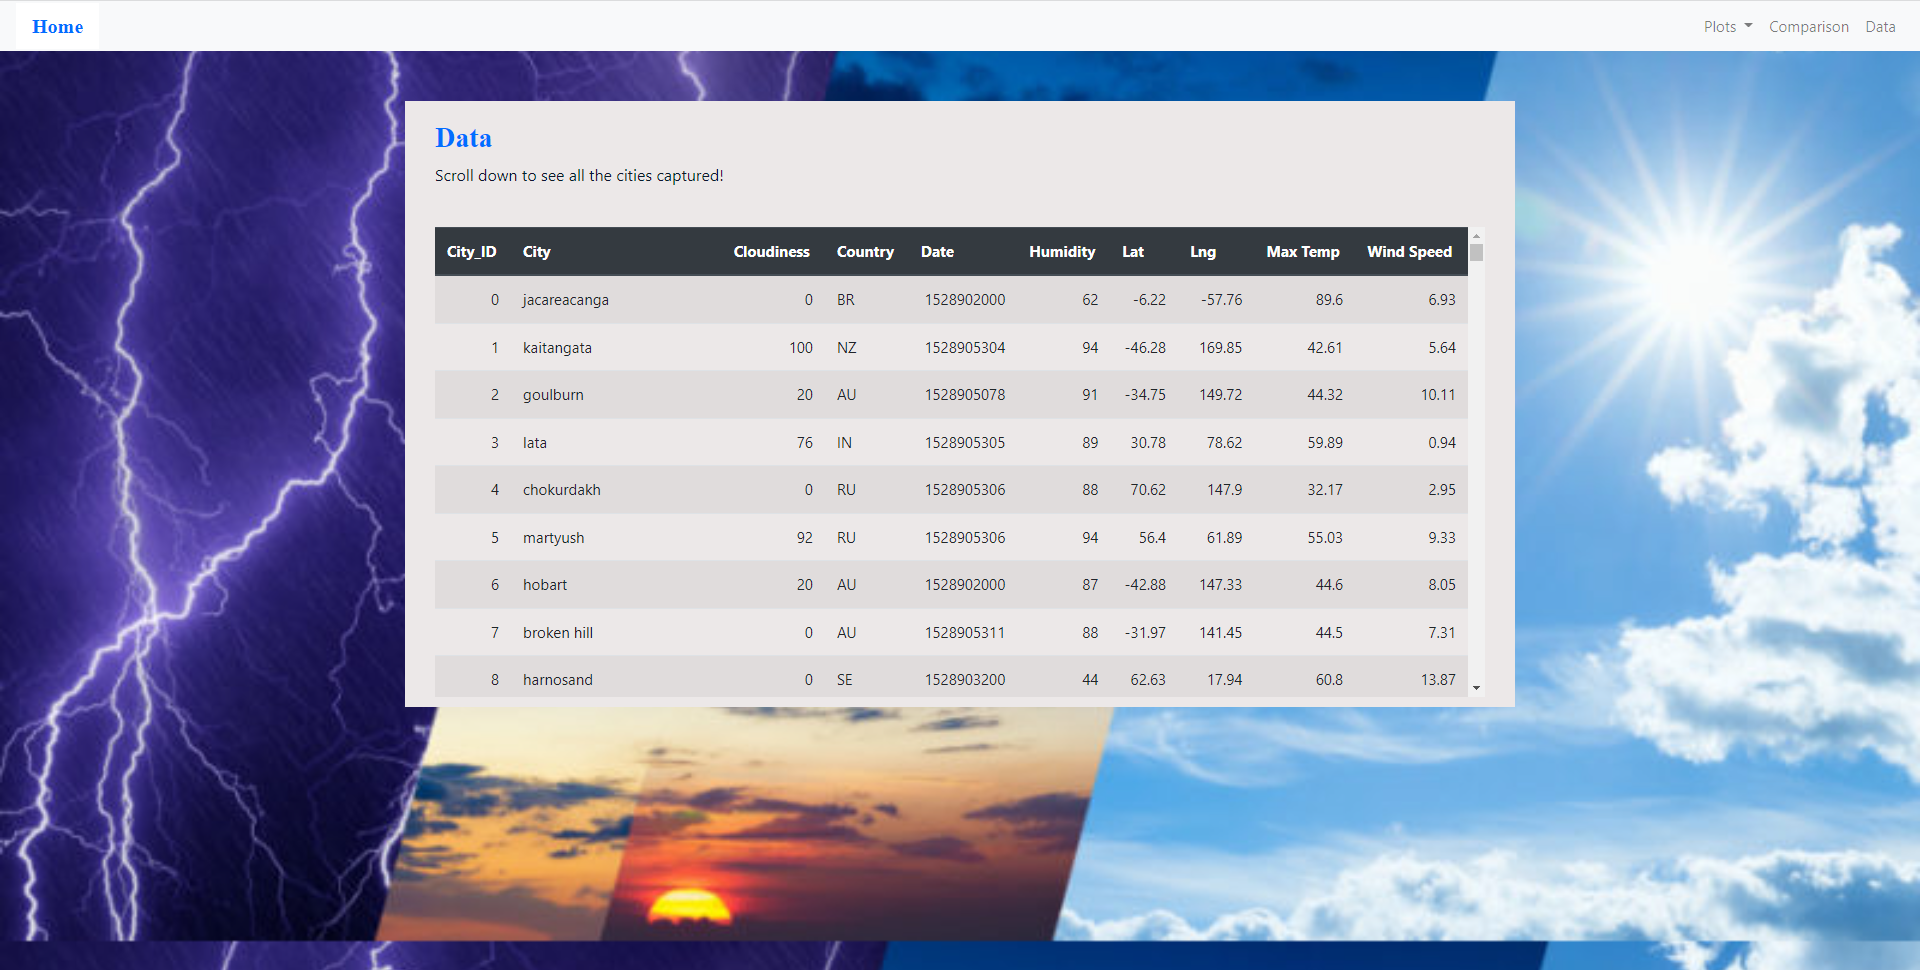 Home Plots Comparison Data
Data
Scroll down to see all the cities captured!
City_ID City Cloudiness Country Date Humidity Lat Lng Max Temp Wind Speed
0 jacareacanga 0 BR 1528902000 62 -6.22 -57.76 89.6 6.93
1 kaitangata 100 NZ 1528905304 94 -46.28 169.85 42.61 5.64
2 goulburn 20 AU 1528905078 91 -34.75 149.72 44.32 10.11
3 lata 76 IN 1528905305 89 30.78 78.62 59.89 0.94
4 chokurdakh 0 RU 1528905306 88 70.62 147.9 32.17 2.95
5 martyush 92 RU 1528905306 94 56.4 61.89 55.03 9.33
6 hobart 20 AU 1528902000 87 -42.88 147.33 44.6 8.05
7 broken hill 0 AU 1528905311 88 -31.97 141.45 44.5 7.31
8 harnosand 0 SE 1528903200 44 62.63 17.94 60.8 13.87